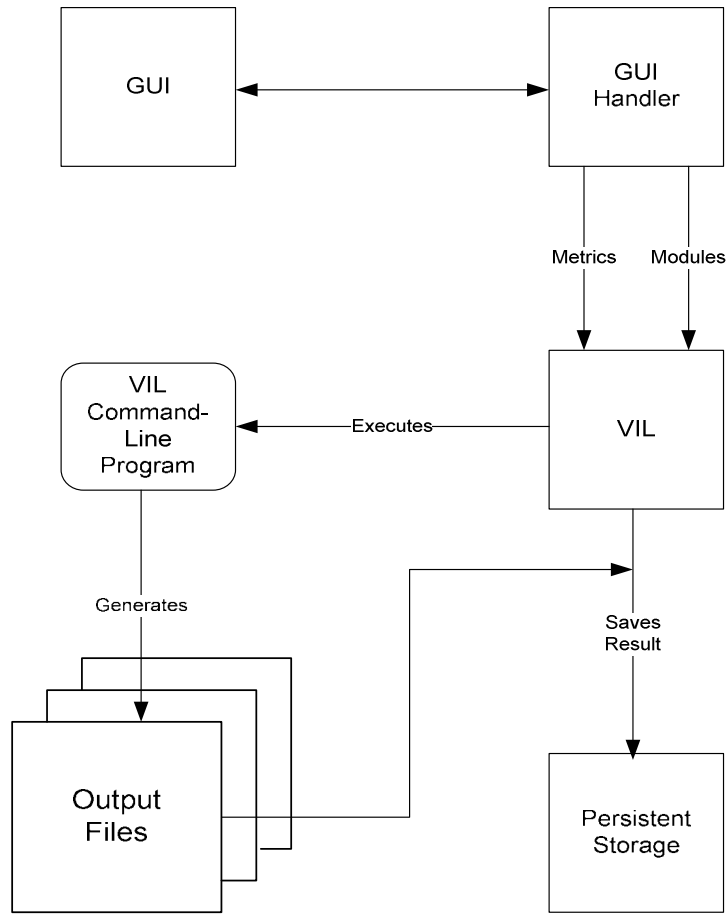 GUI
GUI
Handler
Metrics
Modules
VIL
Command-
Line
Program
Executes
VIL
Generates
Saves
Result
Output
Files
Persistent
Storage